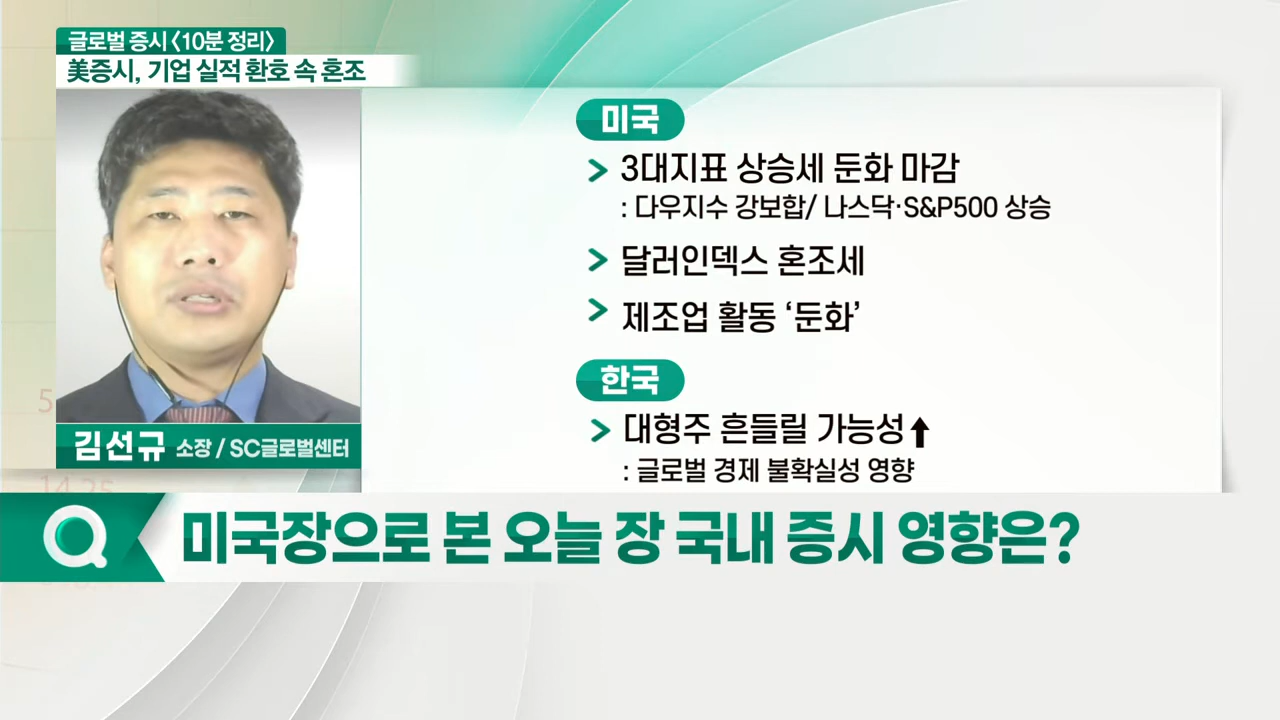 글로벌 증시 <10분 정리>
美증시, 기업 실적 환호 속 혼조
미국
3대지표 상승세 둔화 마감
: 다우지수 강보합/ 나스닥·S&P500 상승
달러인덱스 혼조세
제조업 활동 ‘둔화’
한국
대형주 흔들릴 가능성↑
: 글로벌 경제 불확실성 영향
김선규 소장 / SC글로벌센터
Q 미국장으로 본 오늘 장 국내 증시 영향은?